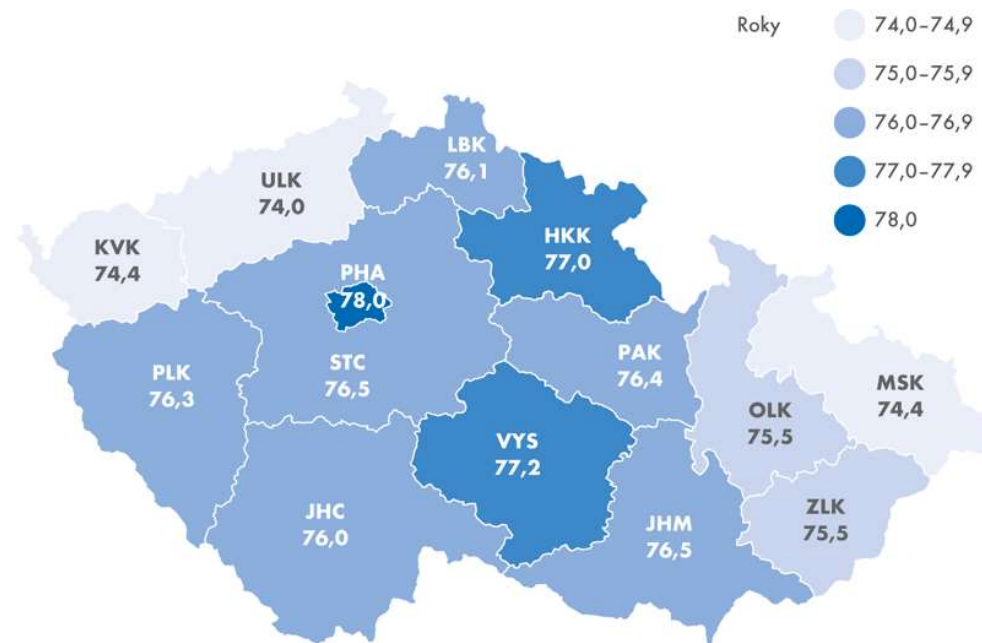 Roky
74,0–74,9
75,0–75,9
76,0–76,9
77,0–77,9
78,0
LBK
76,1
ULK
74,0
HKK
77,0
KVK
74,4
PHA
78,0
PAK
76,4
STC
76,5
PLK
76,3
MSK
74,4
OLK
75,5
VYS
77,2
ZLK
75,5
JHC
76,0
JHM
76,5